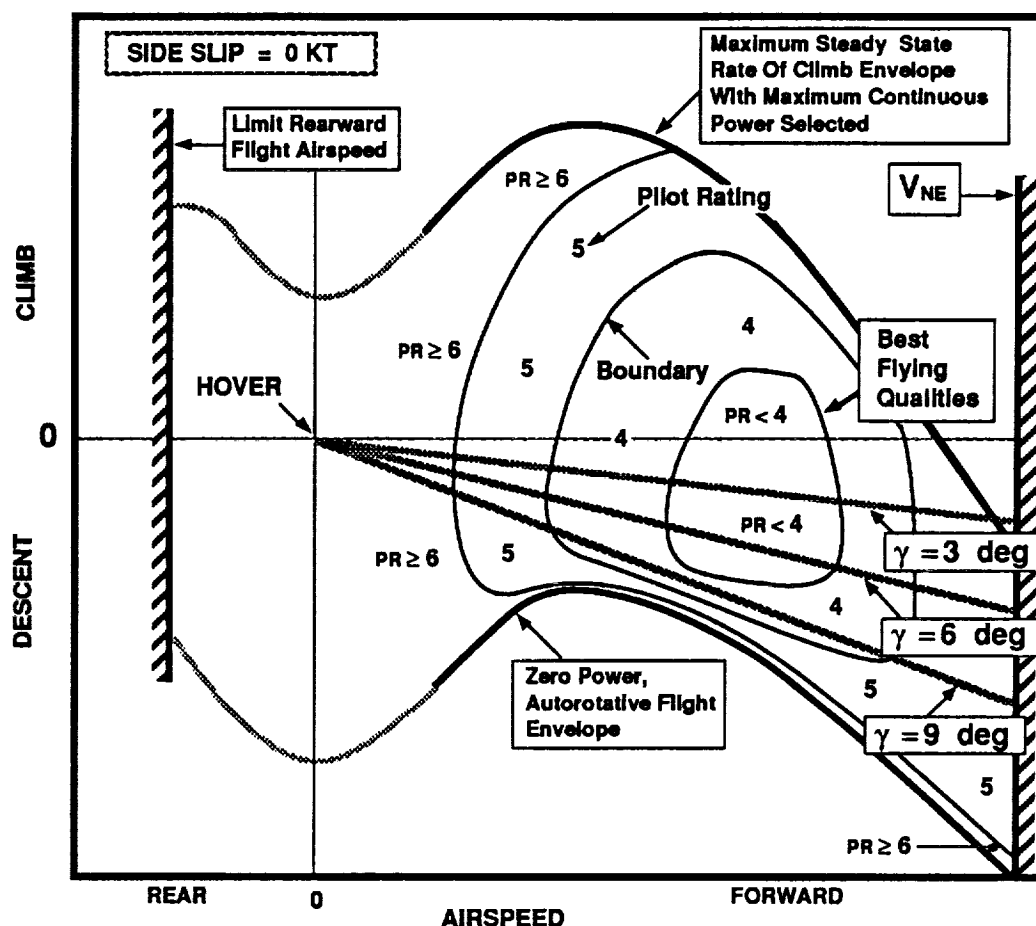 SIDE SLIP = 0 KT
Maximum Steady State
Rate Of Climb Envelope
With Maximum Continuous
Power Selected
Limit Rearward
Flight Airspeed
PR ≥ 6
Pilot Rating
V NE
5
CLIMB
4
PR ≥ 6
5
Boundary
Best
Flying
Qualities
HOVER
PR < 4
0
4
PR < 4
γ = 3 deg
DESCENT
PR ≥ 6
5
4
γ = 6 deg
Zero Power,
Autorotative Flight
Envelope
5
γ = 9 deg
5
PR ≥ 6
REAR
0
FORWARD
AIRSPEED